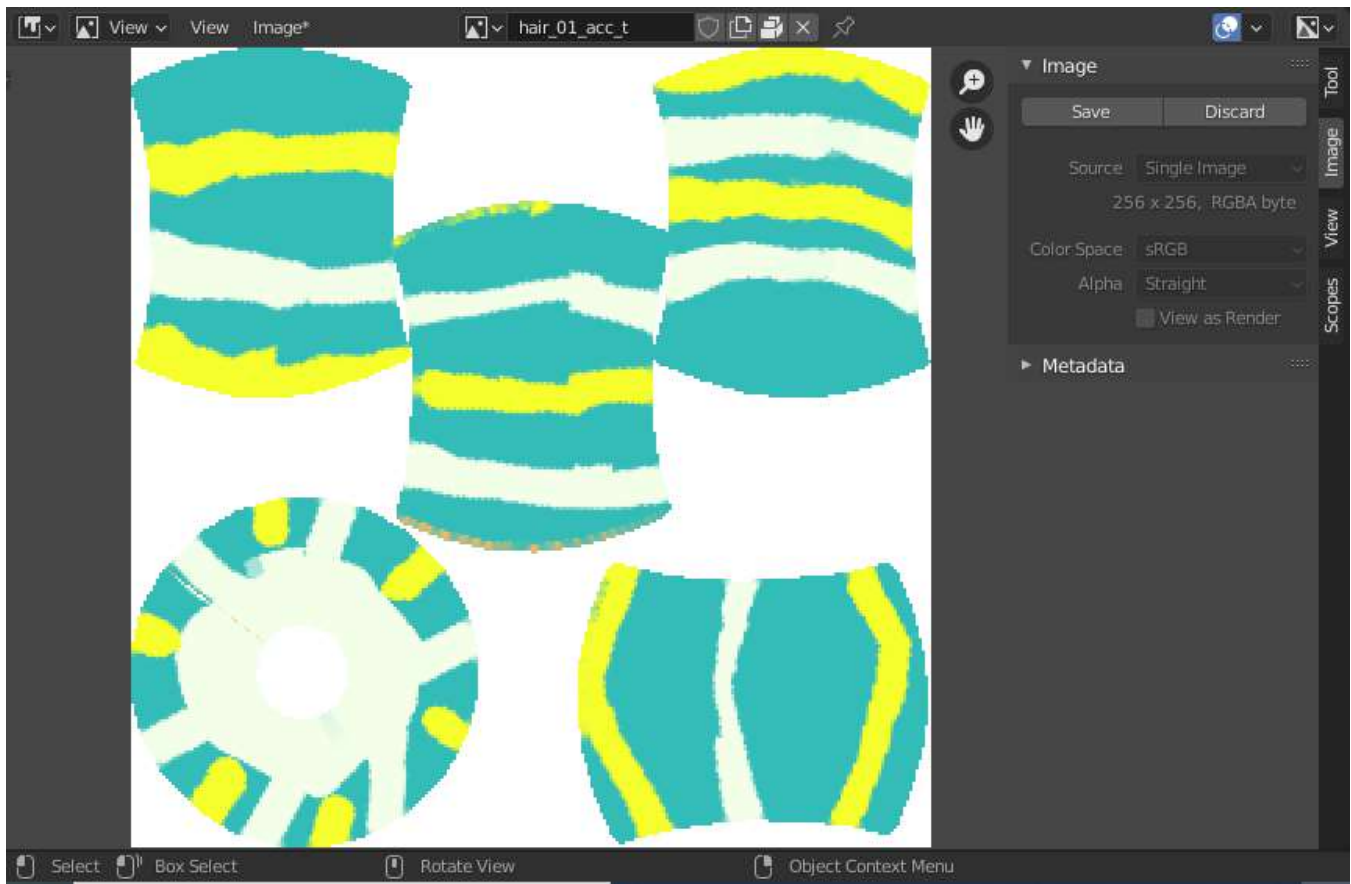 View View Image* hair_01_acc_t
Image
Save Discard
Source Single Image
256 x 256, RGBA byte
Color Space sRGB
Alpha Straight
View as Render
Metadata
Tool
Image
View
Scopes
Select Box Select Rotate View Object Context Menu